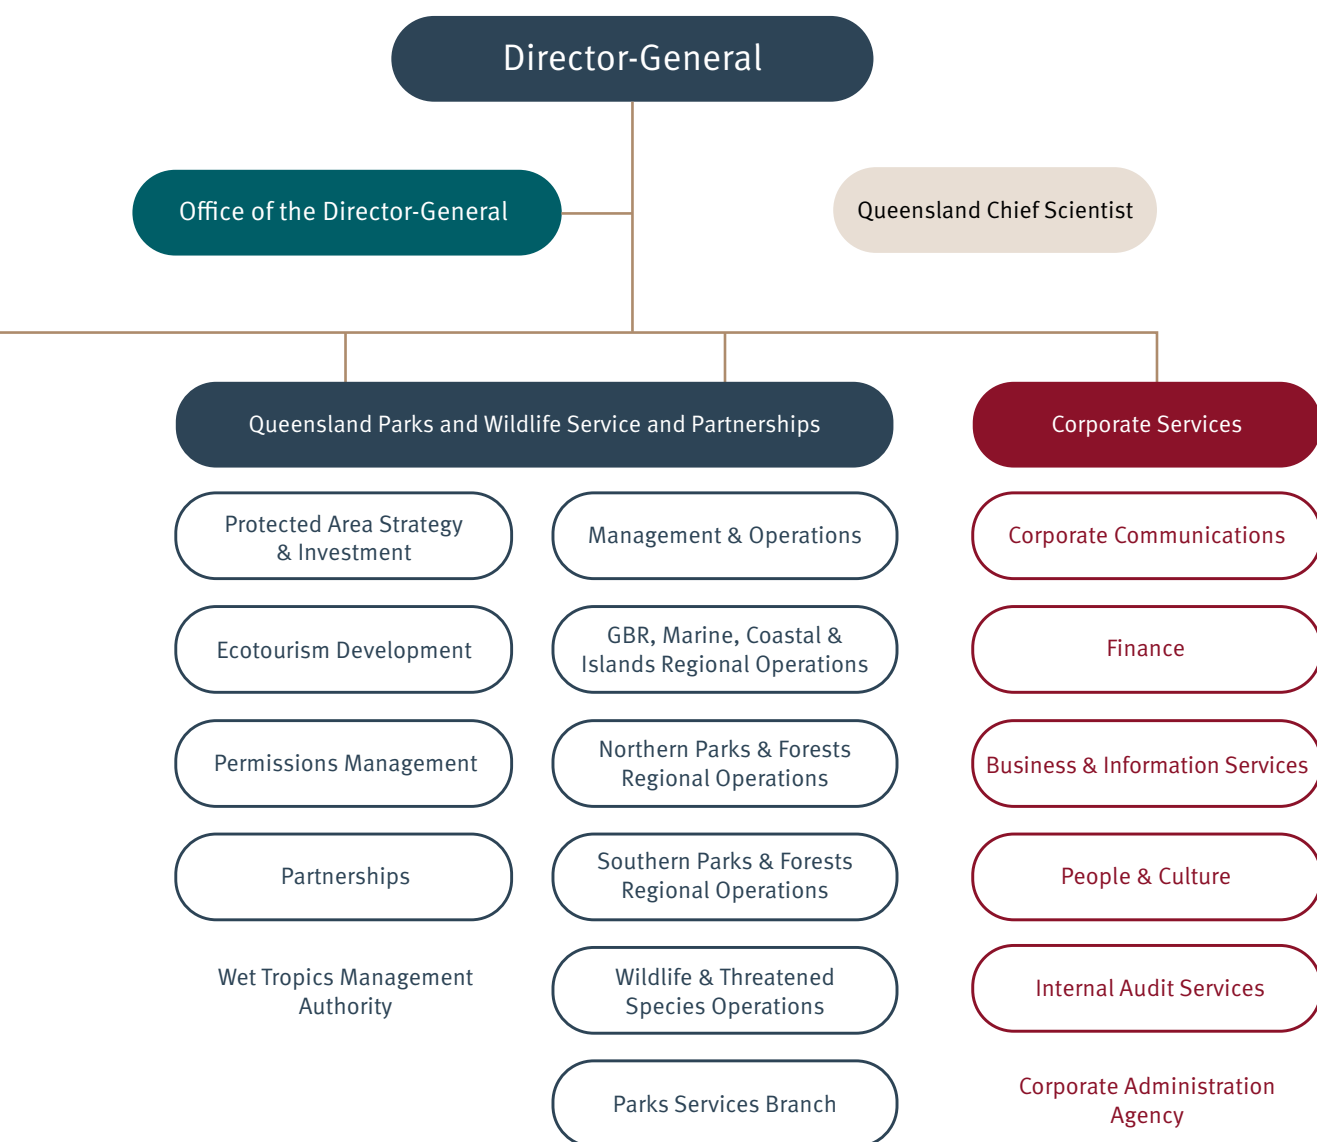 Director-General
Office of the Director-General
Queensland Chief Scientist
Queensland Parks and Wildlife Service and Partnerships
Corporate Services
Protected Area Strategy
& Investment
Ecotourism Development
Permissions Management
Partnerships
Wet Tropics Management
Authority
Management & Operations
GBR, Marine, Coastal &
Islands Regional Operations
Northern Parks & Forests
Regional Operations
Southern Parks & Forests
Regional Operations
Wildlife & Threatened
Species Operations
Parks Services Branch
Corporate Communications
Finance
Business & Information Services
People & Culture
Internal Audit Services
Corporate Administration
Agency